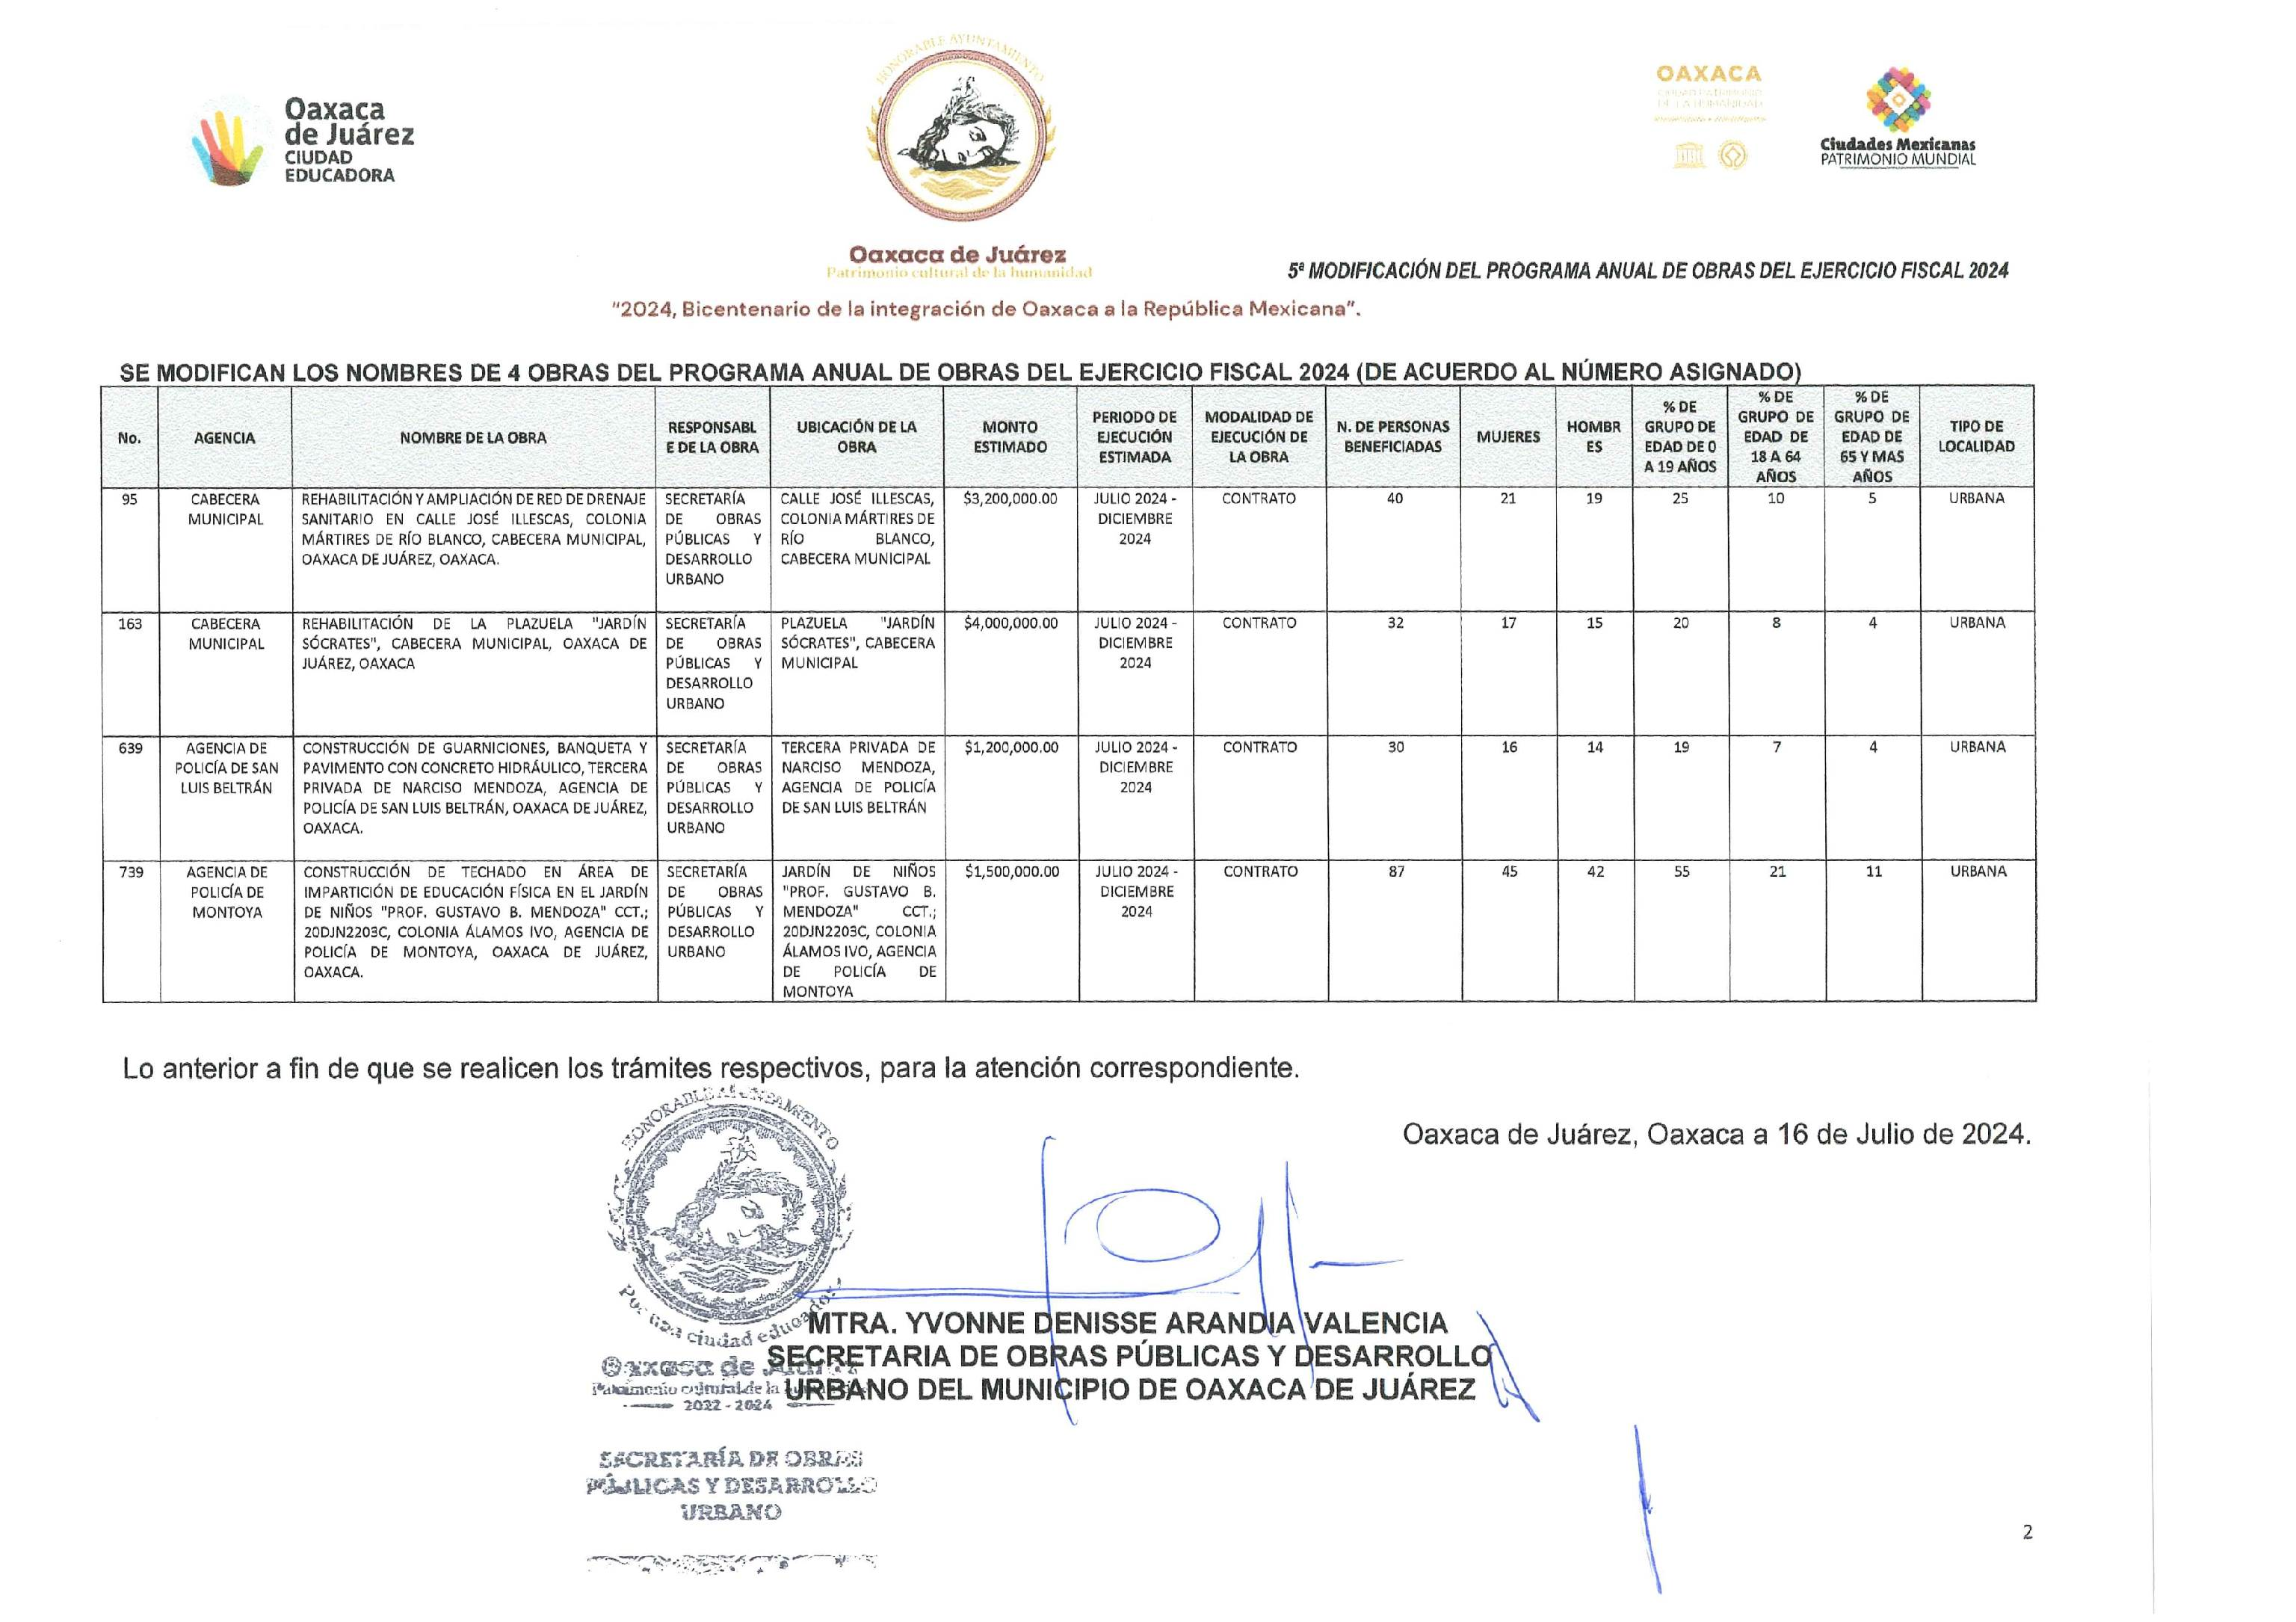 Oaxaca
de Juárez
CIUDAD
EDUCADORA
HONORABLE AYUNTAMIENTO
Oaxaca de Juárez
Patrimonio cultural de la humanidad
OAXACA
DE LA HUMANIDAD
Ciudades Mexicanas
PATRIMONIO MUNDIAL
5ª MODIFICACIÓN DEL PROGRAMA ANUAL DE OBRAS DEL EJERCICIO FISCAL 2024
"2024, Bicentenario de la integración de Oaxaca a la República Mexicana".
SE MODIFICAN LOS NOMBRES DE 4 OBRAS DEL PROGRAMA ANUAL DE OBRAS DEL EJERCICIO FISCAL 2024 (DE ACUERDO AL NÚMERO ASIGNADO)
No.
AGENCIA
NOMBRE DE LA OBRA
RESPONSABL
E DE LA OBRA
UBICACIÓN DE LA
OBRA
MONTO
ESTIMADO
PERIODO DE
EJECUCIÓN
ESTIMADA
MODALIDAD DE
EJECUCIÓN DE
LA OBRA
N. DE PERSONAS
BENEFICIADAS
MUJERES
HOMBR
ES
% DE
GRUPO DE
EDAD DE 0
A 19 AÑOS
% DE
GRUPO DE
EDAD DE
18 A 64
AÑOS
% DE
GRUPO DE
EDAD DE
65 Y MAS
AÑOS
TIPO DE
LOCALIDAD
95
CABECERA
MUNICIPAL
REHABILITACIÓN Y AMPLIACIÓN DE RED DE DRENAJE
SANITARIO EN CALLE JOSÉ ILLESCAS, COLONIA
MÁRTIRES DE RÍO BLANCO, CABECERA MUNICIPAL,
OAXACA DE JUÁREZ, OAXACA.
SECRETARÍA
DE OBRAS
PÚBLICAS Y
DESARROLLO
URBANO
CALLE JOSÉ ILLESCAS,
COLONIA MÁRTIRES DE
RÍO BLANCO,
CABECERA MUNICIPAL
$3,200,000.00
JULIO 2024 -
DICIEMBRE
2024
CONTRATO
40
21
19
25
10
5
URBANA
163
CABECERA
MUNICIPAL
REHABILITACIÓN DE LA PLAZUELA "JARDÍN
SÓCRATES", CABECERA MUNICIPAL, OAXACA DE
JUÁREZ, OAXACA
SECRETARÍA
DE OBRAS
PÚBLICAS Y
DESARROLLO
URBANO
PLAZUELA "JARDÍN
SÓCRATES", CABECERA
MUNICIPAL
$4,000,000.00
JULIO 2024 -
DICIEMBRE
2024
CONTRATO
32
17
15
20
8
4
URBANA
639
AGENCIA DE
POLICÍA DE SAN
LUIS BELTRÁN
CONSTRUCCIÓN DE GUARNICIONES, BANQUETA Y
PAVIMENTO CON CONCRETO HIDRÁULICO, TERCERA
PRIVADA DE NARCISO MENDOZA, AGENCIA DE
POLICÍA DE SAN LUIS BELTRÁN, OAXACA DE JUÁREZ,
OAXACA.
SECRETARÍA
DE OBRAS
PÚBLICAS Y
DESARROLLO
URBANO
TERCERA PRIVADA DE
NARCISO MENDOZA,
AGENCIA DE POLICÍA
DE SAN LUIS BELTRÁN
$1,200,000.00
JULIO 2024 -
DICIEMBRE
2024
CONTRATO
30
16
14
19
7
4
URBANA
739
AGENCIA DE
POLICÍA DE
MONTOYA
CONSTRUCCIÓN DE TECHADO EN ÁREA DE
IMPARTICIÓN DE EDUCACIÓN FÍSICA EN EL JARDÍN
DE NIÑOS "PROF. GUSTAVO B. MENDOZA" CCT.;
20DJN2203C, COLONIA ÁLAMOS IVO, AGENCIA DE
POLICÍA DE MONTOYA, OAXACA DE JUÁREZ,
OAXACA.
SECRETARÍA
DE OBRAS
PÚBLICAS Y
DESARROLLO
URBANO
JARDÍN DE NIÑOS
"PROF. GUSTAVO B.
MENDOZA" CCT.;
20DJN2203C, COLONIA
ÁLAMOS IVO, AGENCIA
DE POLICÍA DE
MONTOYA
$1,500,000.00
JULIO 2024 -
DICIEMBRE
2024
CONTRATO
87
45
42
55
21
11
URBANA
Lo anterior a fin de que se realicen los trámites respectivos, para la atención correspondiente.
Oaxaca de Juárez, Oaxaca a 16 de Julio de 2024.
HONORABLE AYUNTAMIENTO
Por una ciudad educadora
Oaxaca de Juárez
Patrimonio cultural de la
2022 - 2024
SECRETARÍA DE OBRAS
PÚBLICAS Y DESARROLLO
URBANO
MTRA. YVONNE DENISSE ARANDIA VALENCIA
SECRETARIA DE OBRAS PÚBLICAS Y DESARROLLO
URBANO DEL MUNICIPIO DE OAXACA DE JUÁREZ
2